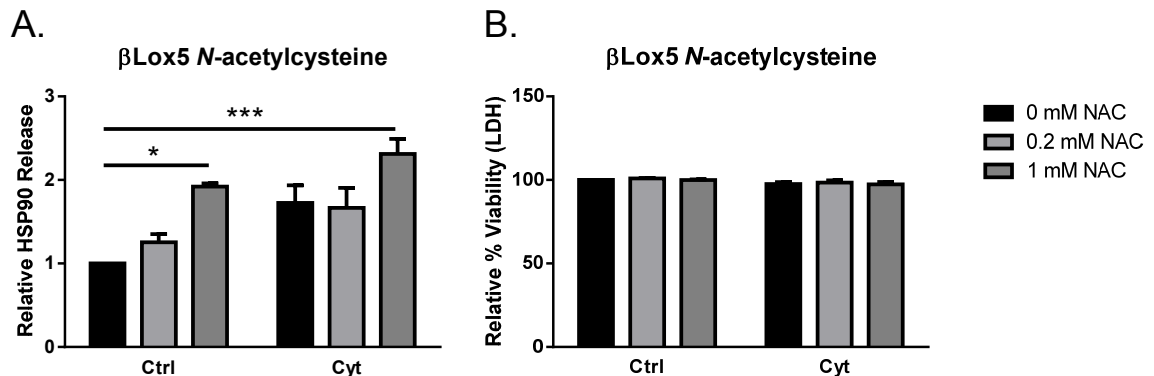 A.
βLox5 N-acetylcysteine
Relative HSP90 Release
3
2
1
0
***
*
Ctrl
Cyt
B.
βLox5 N-acetylcysteine
Relative % Viability (LDH)
150
100
50
0
Ctrl
Cyt
0 mM NAC
0.2 mM NAC
1 mM NAC